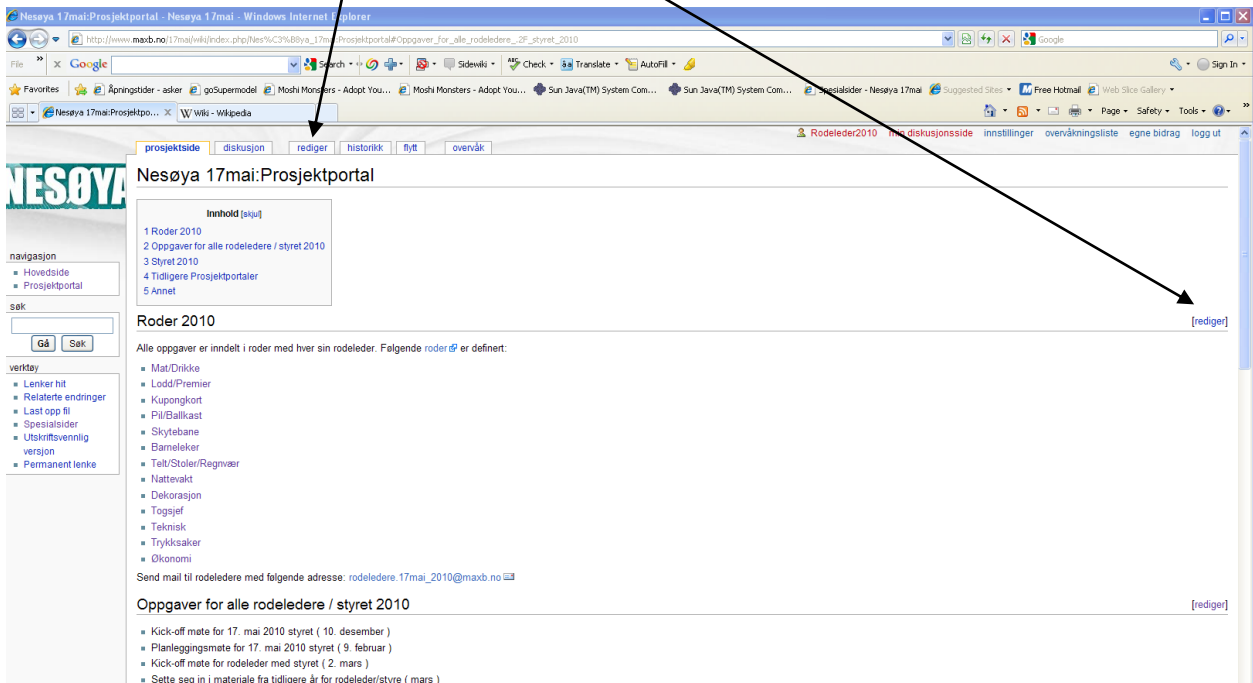 Nesøya 17mai:Prosjektportal - Nesøya 17mai - Windows Internet Explorer
http://www.maxb.no/17mai/wiki/index.php/Nes%C3%B8ya_17mai:Prosjektportal#Oppgaver_for_alle_rodeledere_.2F_styret_2010
Google
File » x Google Search Sidewiki Check Translate AutoFill Sign In
Favorites Åpningstider - asker goSupermodel Moshi Monsters - Adopt You... Moshi Monsters - Adopt You... Sun Java(TM) System Com... Sun Java(TM) System Com... Spesialsider - Nesøya 17mai Suggested Sites Free Hotmail Web Slice Gallery
Nesøya 17mai:Prosjektpo... X W Wiki - Wikipedia Page Safety Tools »
Rodeleder2010 min diskusjonsside innstillinger overvåkningsliste egne bidrag logg ut
prosjektside diskusjon rediger historikk flytt overvåk
NESØYA
Nesøya 17mai:Prosjektportal
Innhold [skjul]
1 Roder 2010
2 Oppgaver for alle rodeledere / styret 2010
3 Styret 2010
4 Tidligere Prosjektportaler
5 Annet
navigasjon
Hovedside
Prosjektportal
søk
Gå Søk
verktøy
Lenker hit
Relaterte endringer
Last opp fil
Spesialsider
Utskriftsvennlig
versjon
Permanent lenke
Roder 2010 [rediger]
Alle oppgaver er inndelt i roder med hver sin rodeleder. Følgende roder er definert:
Mat/Drikke
Lodd/Premier
Kupongkort
Pil/Ballkast
Skytebane
Barneleker
Telt/Stoler/Regnvær
Nattevakt
Dekorasjon
Togsjef
Teknisk
Trykksaker
Økonomi
Send mail til rodeledere med følgende adresse: rodeledere.17mai_2010@maxb.no
Oppgaver for alle rodeledere / styret 2010 [rediger]
Kick-off møte for 17. mai 2010 styret ( 10. desember )
Planleggingsmøte for 17. mai 2010 styret ( 9. februar )
Kick-off møte for rodeleder med styret ( 2. mars )
Sette seg in i materiale fra tidligere år for rodeleder/styre ( mars )